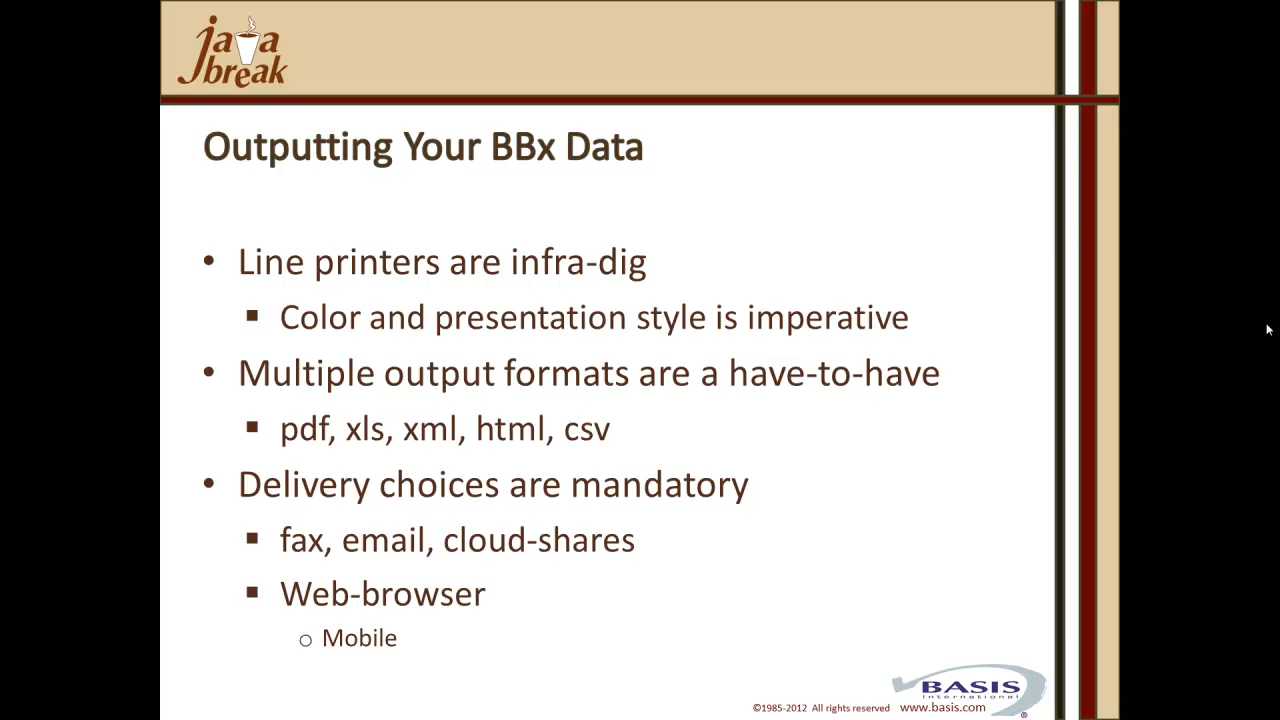 java
break
Outputting Your BBx Data
• Line printers are infra-dig
▪ Color and presentation style is imperative
• Multiple output formats are a have-to-have
▪ pdf, xls, xml, html, csv
• Delivery choices are mandatory
▪ fax, email, cloud-shares
▪ Web-browser
o Mobile
BASIS
International
®
©1985-2012 All rights reserved www.basis.com